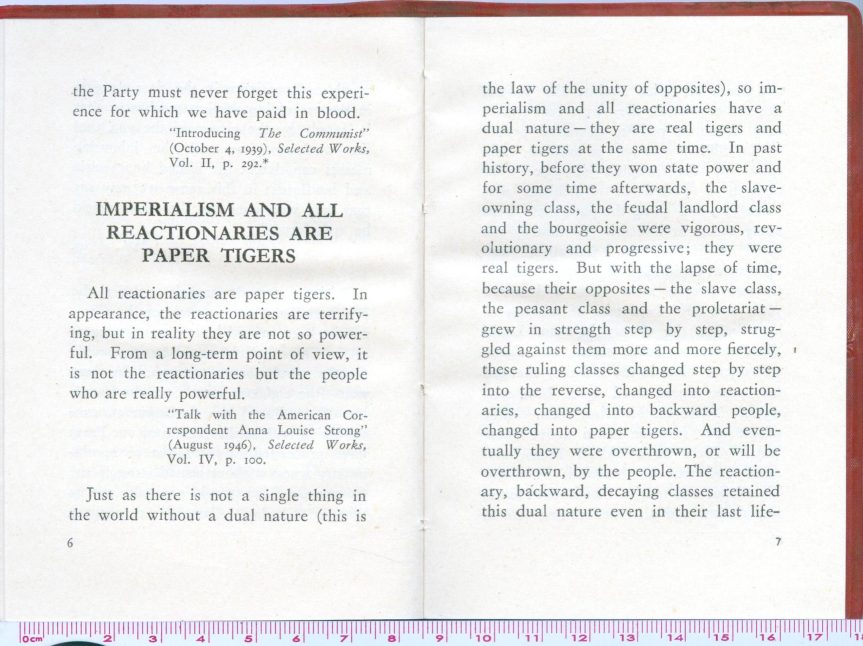 the Party must never forget this experi-
ence for which we have paid in blood.
"Introducing The Communist"
(October 4, 1939), Selected Works,
Vol. II, p. 292.*
IMPERIALISM AND ALL
REACTIONARIES ARE
PAPER TIGERS
All reactionaries are paper tigers. In
appearance, the reactionaries are terrify-
ing, but in reality they are not so power-
ful. From a long-term point of view, it
is not the reactionaries but the people
who are really powerful.
"Talk with the American Cor-
respondent Anna Louise Strong"
(August 1946), Selected Works,
Vol. IV, p. 100.
Just as there is not a single thing in
the world without a dual nature (this is
6
the law of the unity of opposites), so im-
perialism and all reactionaries have a
dual nature — they are real tigers and
paper tigers at the same time. In past
history, before they won state power and
for some time afterwards, the slave-
owning class, the feudal landlord class
and the bourgeoisie were vigorous, rev-
olutionary and progressive; they were
real tigers. But with the lapse of time,
because their opposites — the slave class,
the peasant class and the proletariat —
grew in strength step by step, strug-
gled against them more and more fiercely,
these ruling classes changed step by step
into the reverse, changed into reaction-
aries, changed into backward people,
changed into paper tigers. And even-
tually they were overthrown, or will be
overthrown, by the people. The reaction-
ary, backward, decaying classes retained
this dual nature even in their last life-
7
0cm 2 3 4 5 6 7 8 9 10 11 12 13 14 15 16 17 18